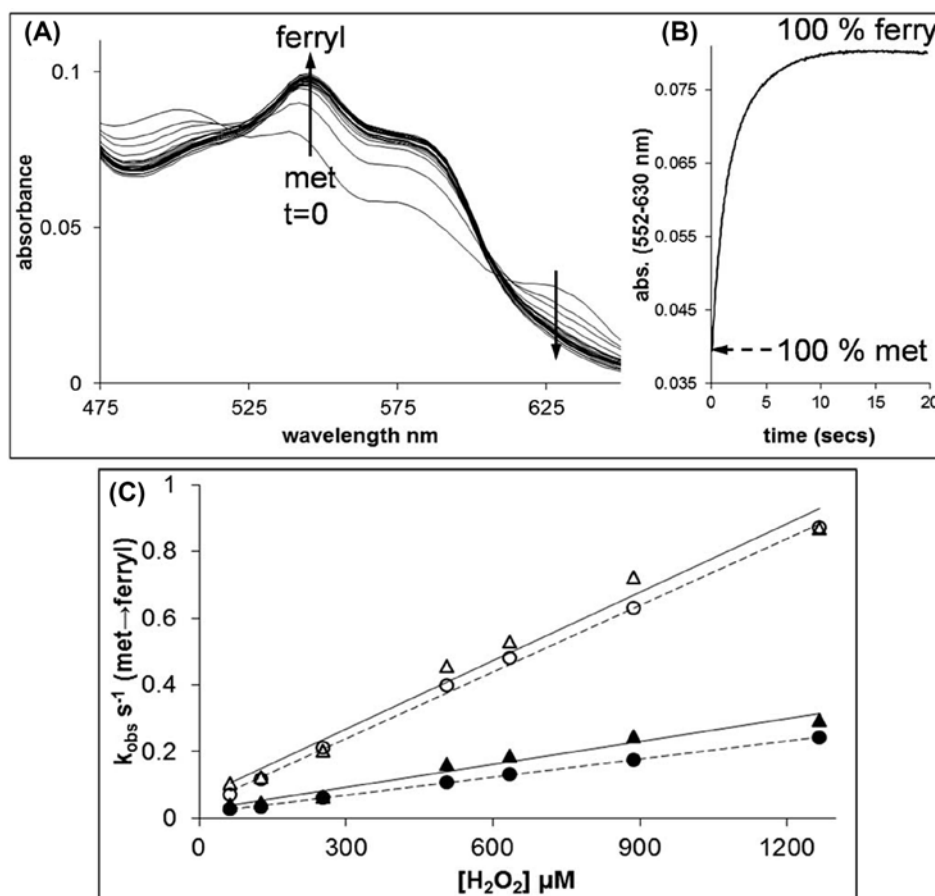 (A)
ferryl
0.1
met
t=0
0.05
0
absorbance
475 525 575 625
wavelength nm
(B)
100 % ferry
0.080
0.065
0.055
0.045
0.035
abs. (552-630 nm)
100 % met
0 5 10 15 20
time (secs)
(C)
1
0.8
0.6
0.4
0.2
0
kobs s-1 (met→ferryl)
0 300 600 900 1200
[H2O2] µM